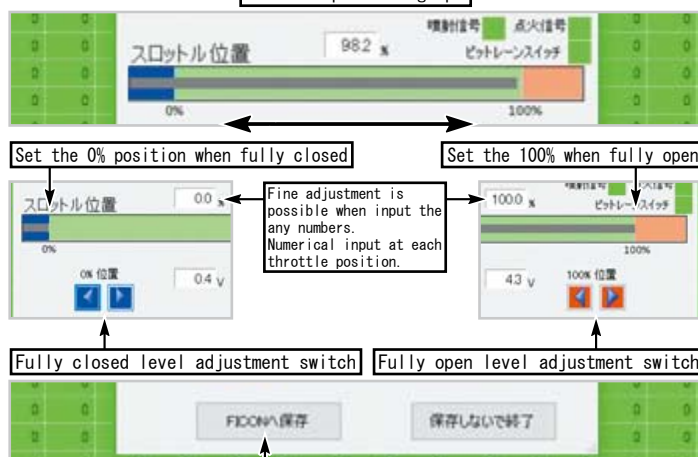 噴射信号 点火信号
スロットル位置 98.2 %
ピットレーンスイッチ
0% 100%
Set the 0% position when fully closed
Set the 100% when fully open
スロットル位置 0.0 %
0%
0% 位置 0.4 V
Fine adjustment is
possible when input the
any numbers.
Numerical input at each
throttle position.
100.0 %
ピットレーンスイッチ
100%
4.3 V 100% 位置
Fully closed level adjustment switch
Fully open level adjustment switch
FICONへ保存 保存しないで終了